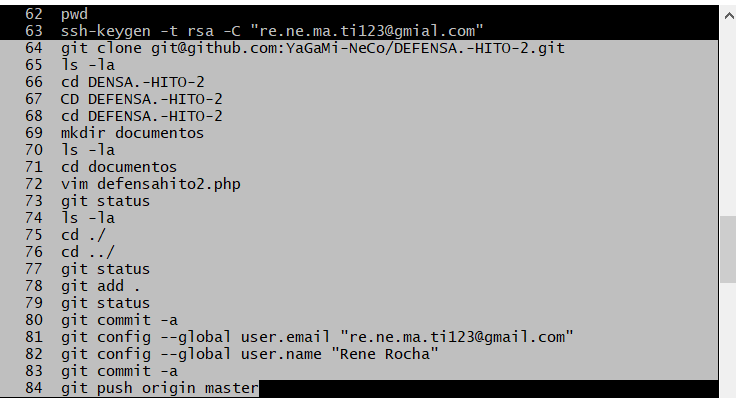 62 pwd
63 ssh-keygen -t rsa -C "re.ne.ma.ti123@gmial.com"
64 git clone git@github.com:YaGaMi-NeCo/DEFENSA.-HITO-2.git
65 ls -la
66 cd DENSA.-HITO-2
67 CD DEFENSA.-HITO-2
68 cd DEFENSA.-HITO-2
69 mkdir documentos
70 ls -la
71 cd documentos
72 vim defensahito2.php
73 git status
74 ls -la
75 cd ./
76 cd ../
77 git status
78 git add .
79 git status
80 git commit -a
81 git config --global user.email "re.ne.ma.ti123@gmail.com"
82 git config --global user.name "Rene Rocha"
83 git commit -a
84 git push origin master